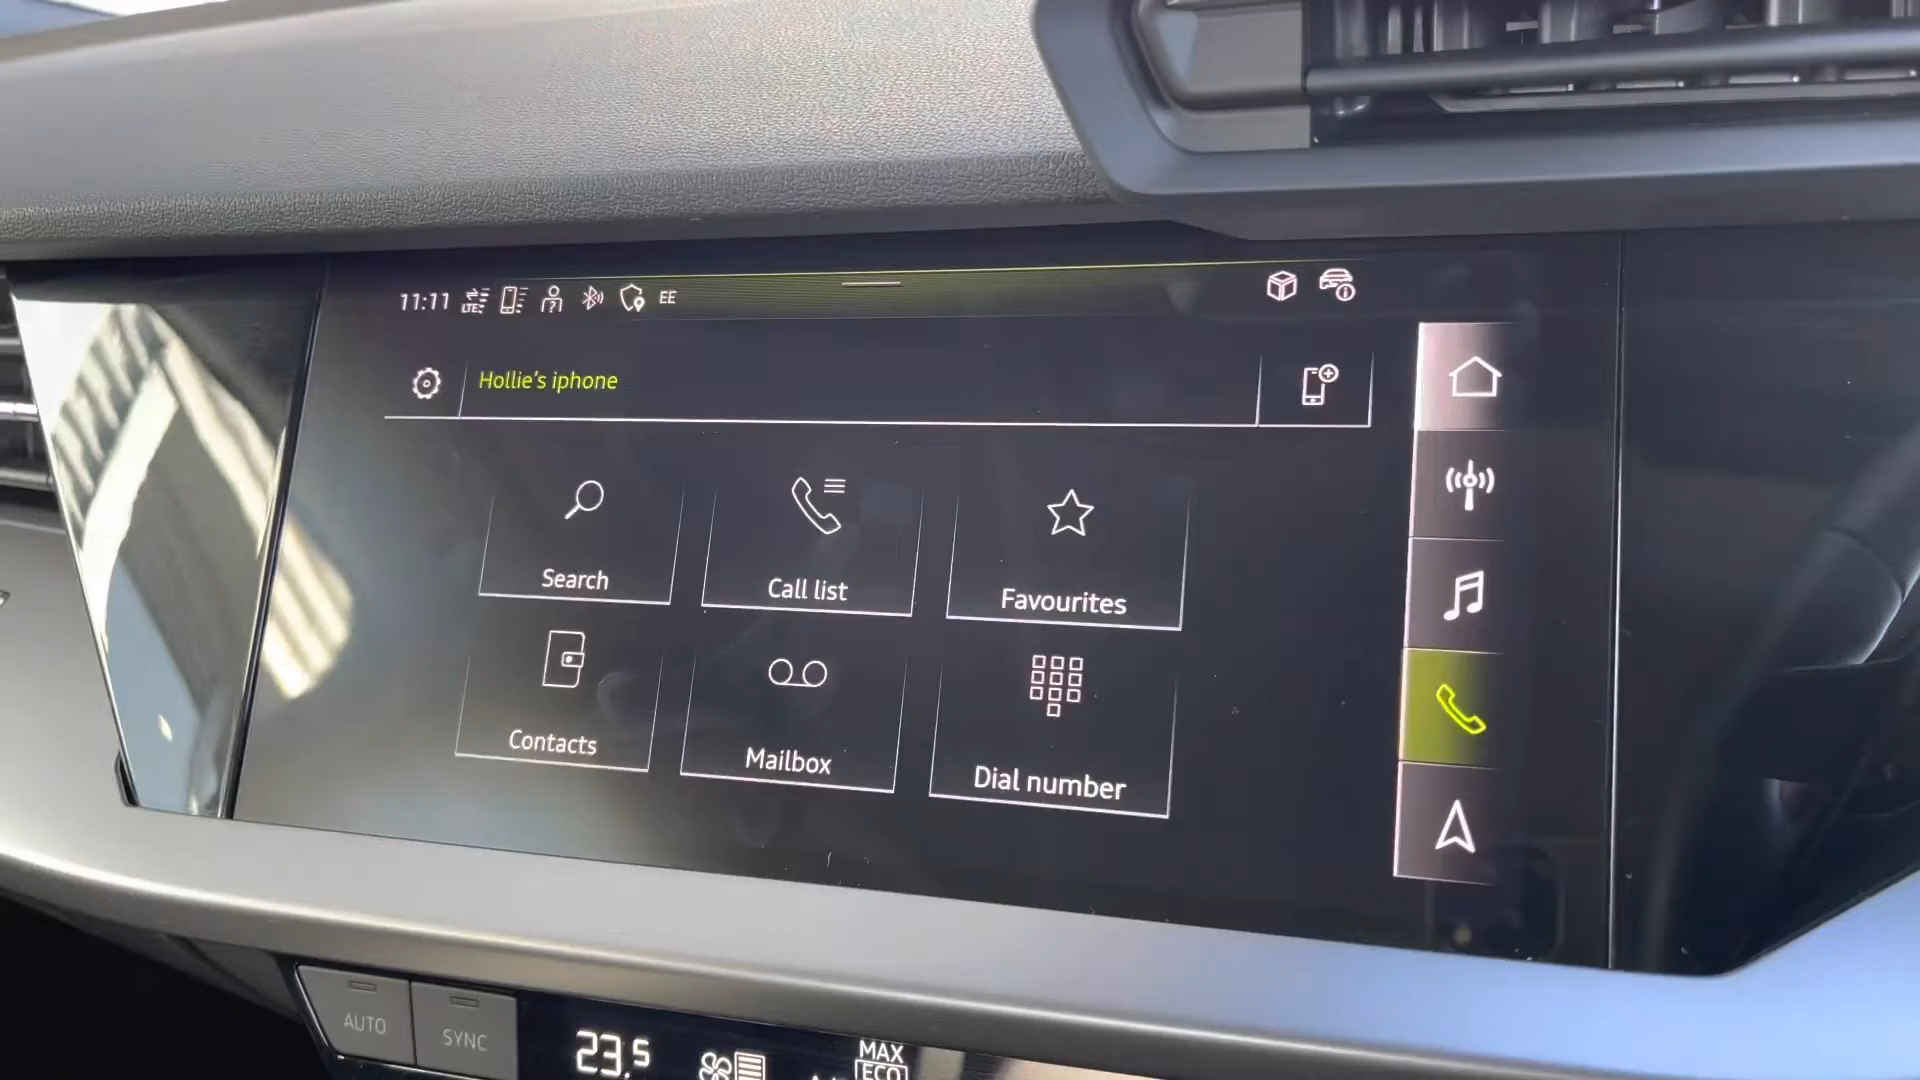 11:11 LTE EE
Hollie's iphone
Search
Call list
Favourites
Contacts
Mailbox
Dial number
AUTO
SYNC
23.5
MAX
ECO